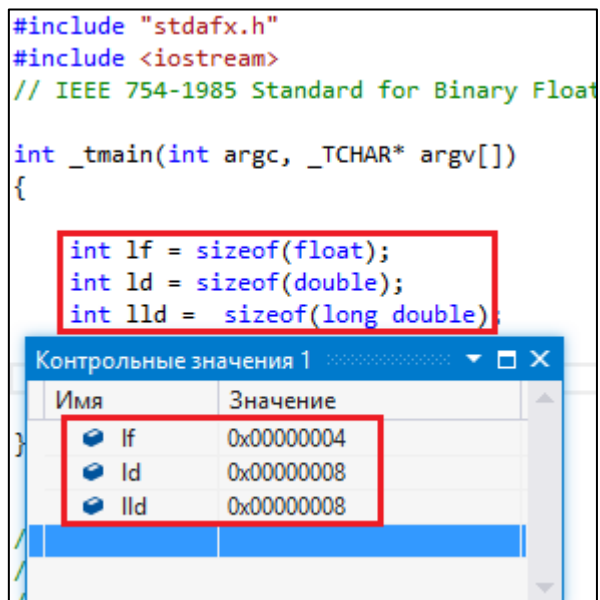 #include "stdafx.h"
#include <iostream>
// IEEE 754-1985 Standard for Binary Float
int _tmain(int argc, _TCHAR* argv[])
{
int lf = sizeof(float);
int ld = sizeof(double);
int lld =  sizeof(long double);
Контрольные значения 1
Имя Значение
} lf 0x00000004
ld 0x00000008
lld 0x00000008
/
/